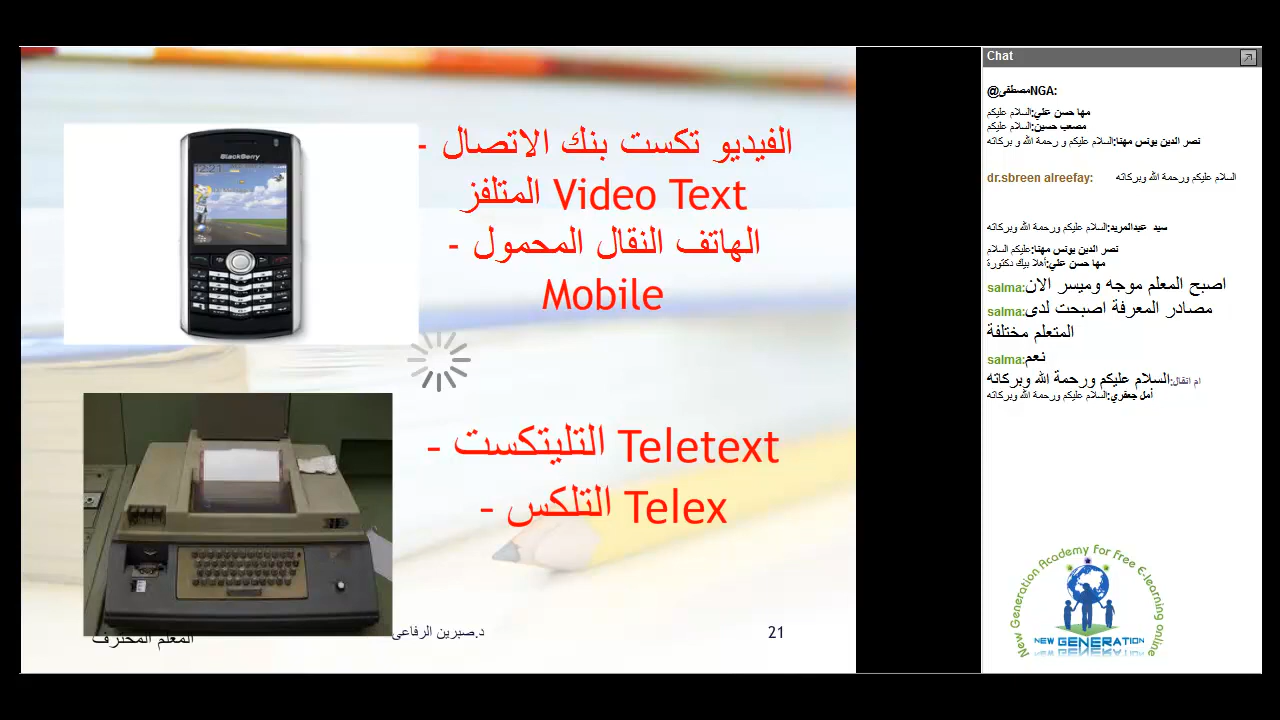 BlackBerry
12:21
الفيديو تكست بنك الاتصال -
المتلفز Video Text
الهاتف النقال المحمول -
Mobile
التليتكست Teletext -
التلكس Telex -
المعلم المحترف
د.صبرين الرفاعى
21
Chat
@مصطفىNGA:
مها حسن علي:السلام عليكم
مصعب حسين:السلام عليكم
نصر الدين يونس مهنا:السلام عليكم و رحمة الله و بركاته
dr.sbreen alreefay: السلام عليكم ورحمة الله وبركاته
سيد عبدالمريد:السلام عليكم ورحمة الله وبركاته
نصر الدين يونس مهنا:عليكم السلام
مها حسن علي:أهلا بيك دكتورة
salma:اصبح المعلم موجه وميسر الان
salma:مصادر المعرفة اصبحت لدى
المتعلم مختلفة
salma:نعم
ام اتقال:السلام عليكم ورحمة الله وبركاته
أمل جعفري:السلام عليكم ورحمة الله وبركاته
New Generation Academy For Free E-learning online
NEW GENERATION